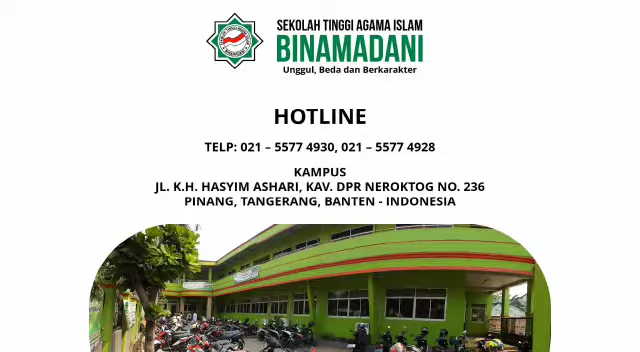 SEKOLAH TINGGI AGAMA ISLAM
BINAMADANI
Unggul, Beda dan Berkarakter
HOTLINE
TELP: 021 – 5577 4930, 021 – 5577 4928
KAMPUS
JL. K.H. HASYIM ASHARI, KAV. DPR NEROKTOG NO. 236
PINANG, TANGERANG, BANTEN - INDONESIA